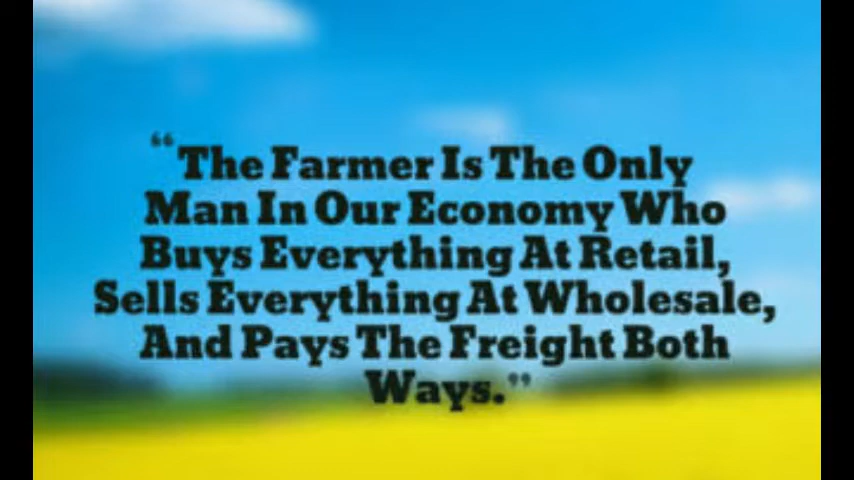 “The Farmer Is The Only
Man In Our Economy Who
Buys Everything At Retail,
Sells Everything At Wholesale,
And Pays The Freight Both
Ways.”